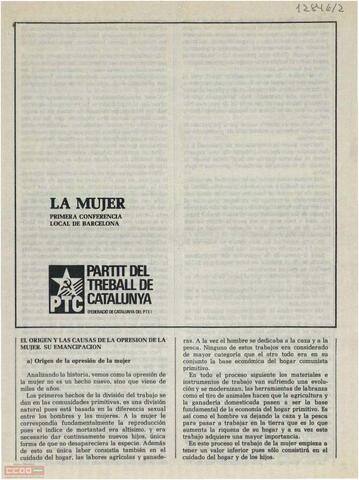 12846/2
LA MUJER
PRIMERA CONFERENCIA
LOCAL DE BARCELONA
PTC
PARTIT DEL
TREBALL DE
CATALUNYA
(FEDERACIÓ DE CATALUNYA DEL PTE)
EL ORIGEN Y LAS CAUSAS DE LA OPRESION DE LA
MUJER. SU EMANCIPACION
a) Origen de la opresión de la mujer
Analizando la historia, vemos como la opresión de
la mujer no es un hecho nuevo, sino que viene de
miles de años.
Los primeros hechos de la división del trabajo se
dan en las comunidades primitivas, es una división
natural pues está basada en la diferencia sexual
entre los hombres y las mujeres. A la mujer le
correspondía fundamentalmente la reproducción
pues el índice de mortandad era altísimo, y era
necesario dar continuamente nuevos hijos, única
forma de que no desapareciera la especie. Además
de esto su única labor consistía también en el
cuidado del hogar, las labores agrícolas y ganade-
ras. A la vez el hombre se dedicaba a la caza y a la
pesca. Ninguno de estos trabajos era considerado
de mayor categoría que el otro todo era en su
conjunto la base económica del hogar comunista
primitivo.
En todo el proceso siguiente los materiales e
instrumentos de trabajo van sufriendo una evolu-
ción y se modernizan, las herramientas de labranza
como el tiro de animales hacen que la agricultura y
la ganadería domesticada pasen a ser la base
fundamental de la economía del hogar primitivo. Es
así como el hombre va dejando la caza y la pesca
para pasar a trabajar en la tierra que es lo que
aumenta la riqueza de su hogar y a su vez este
trabajo adquiere una mayor importancia.
En este proceso el trabajo de la mujer empieza a
tener un valor inferior pues sólo consistirá en el
cuidado del hogar y de los hijos.
CCOO